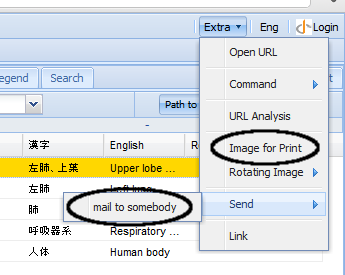 Extra Eng Login
Open URL
egend Search Command t
Path to URL Analysis
漢字 English R Image for Print
左肺、上葉 Upper lobe ... Rotating Image
左肺 Left lung
肺 mail to somebody Send
呼吸器系 Respiratory ...
人体 Human body Link